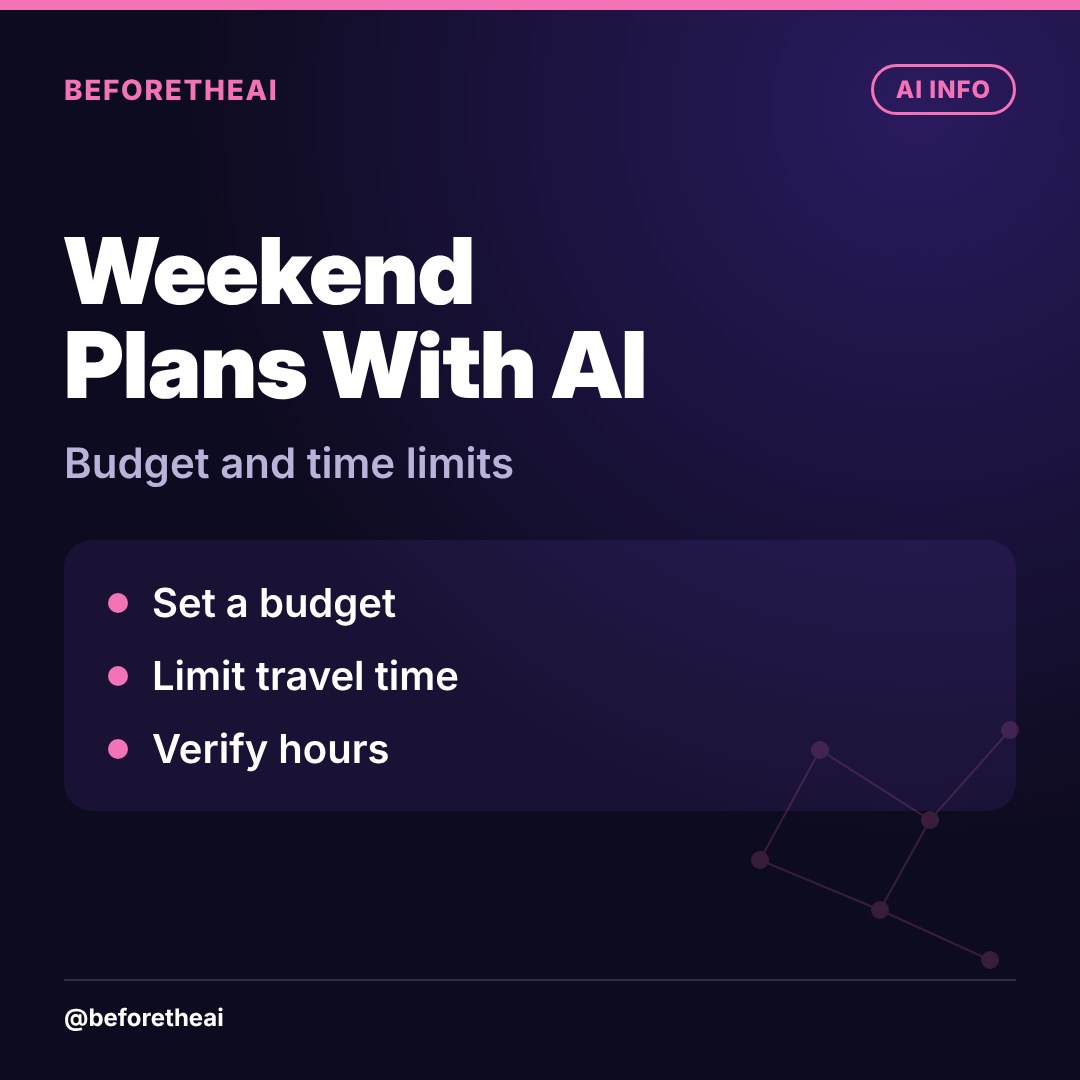 BEFORETHEAI
AI INFO
Weekend
Plans With AI
Budget and time limits
Set a budget
Limit travel time
Verify hours
@beforetheai